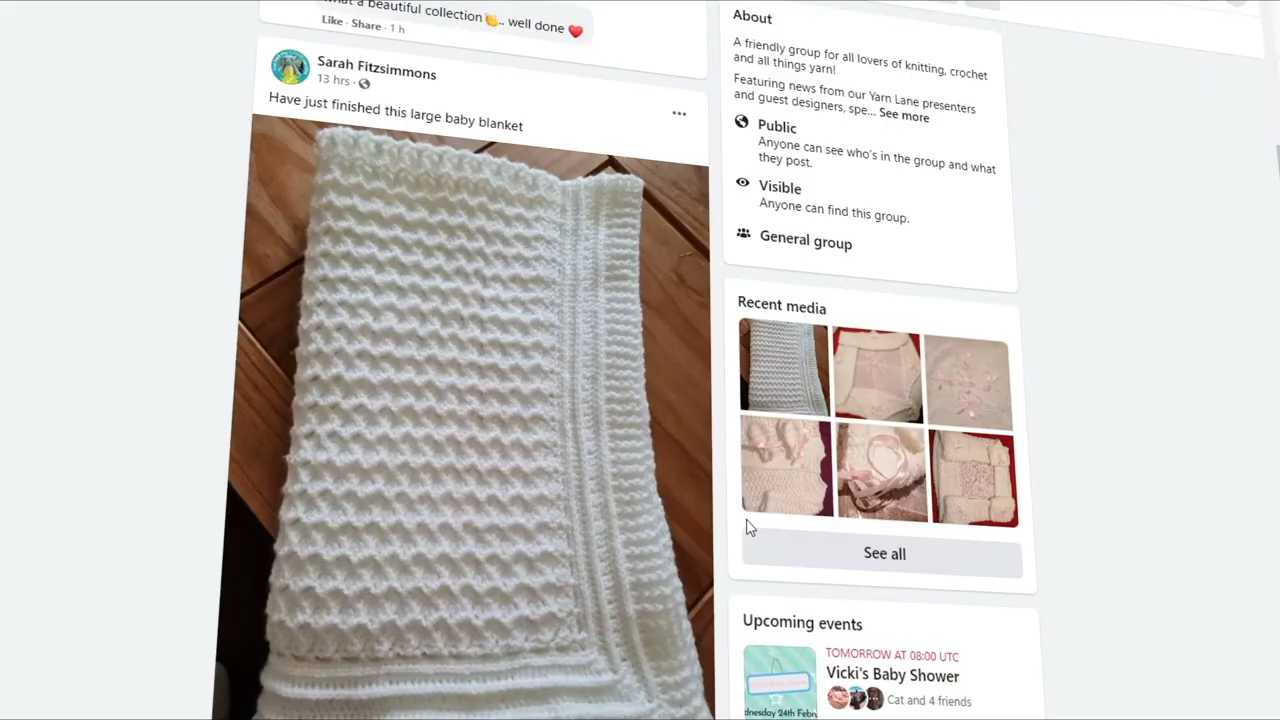 a beautiful collection👏.. well done ❤️
Like · Share · 1 h
Sarah Fitzsimmons
13 hrs ·
Have just finished this large baby blanket
About
A friendly group for all lovers of knitting, crochet
and all things yarn!
Featuring news from our Yarn Lane presenters
and guest designers, spe... See more
Public
Anyone can see who's in the group and what
they post.
Visible
Anyone can find this group.
General group
Recent media
See all
Upcoming events
TOMORROW AT 08:00 UTC
Vicki's Baby Shower
Cat and 4 friends
24th